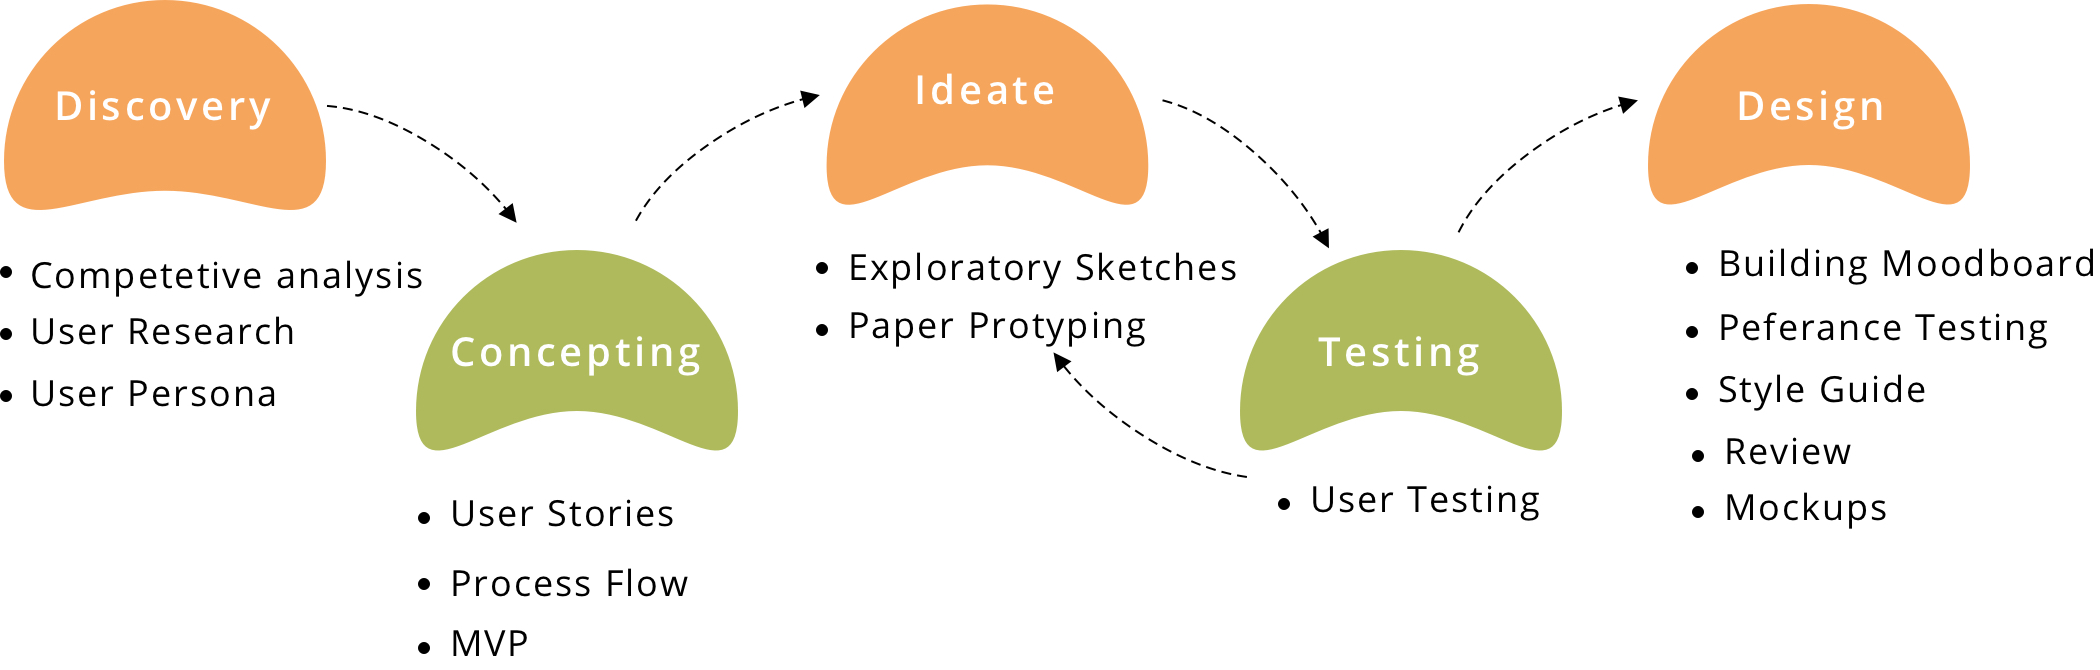 Discovery
• Competetive analysis
• User Research
• User Persona
Concepting
• User Stories
• Process Flow
• MVP
Ideate
• Exploratory Sketches
• Paper Protyping
Testing
• User Testing
Design
• Building Moodboard
• Peferance Testing
• Style Guide
• Review
• Mockups